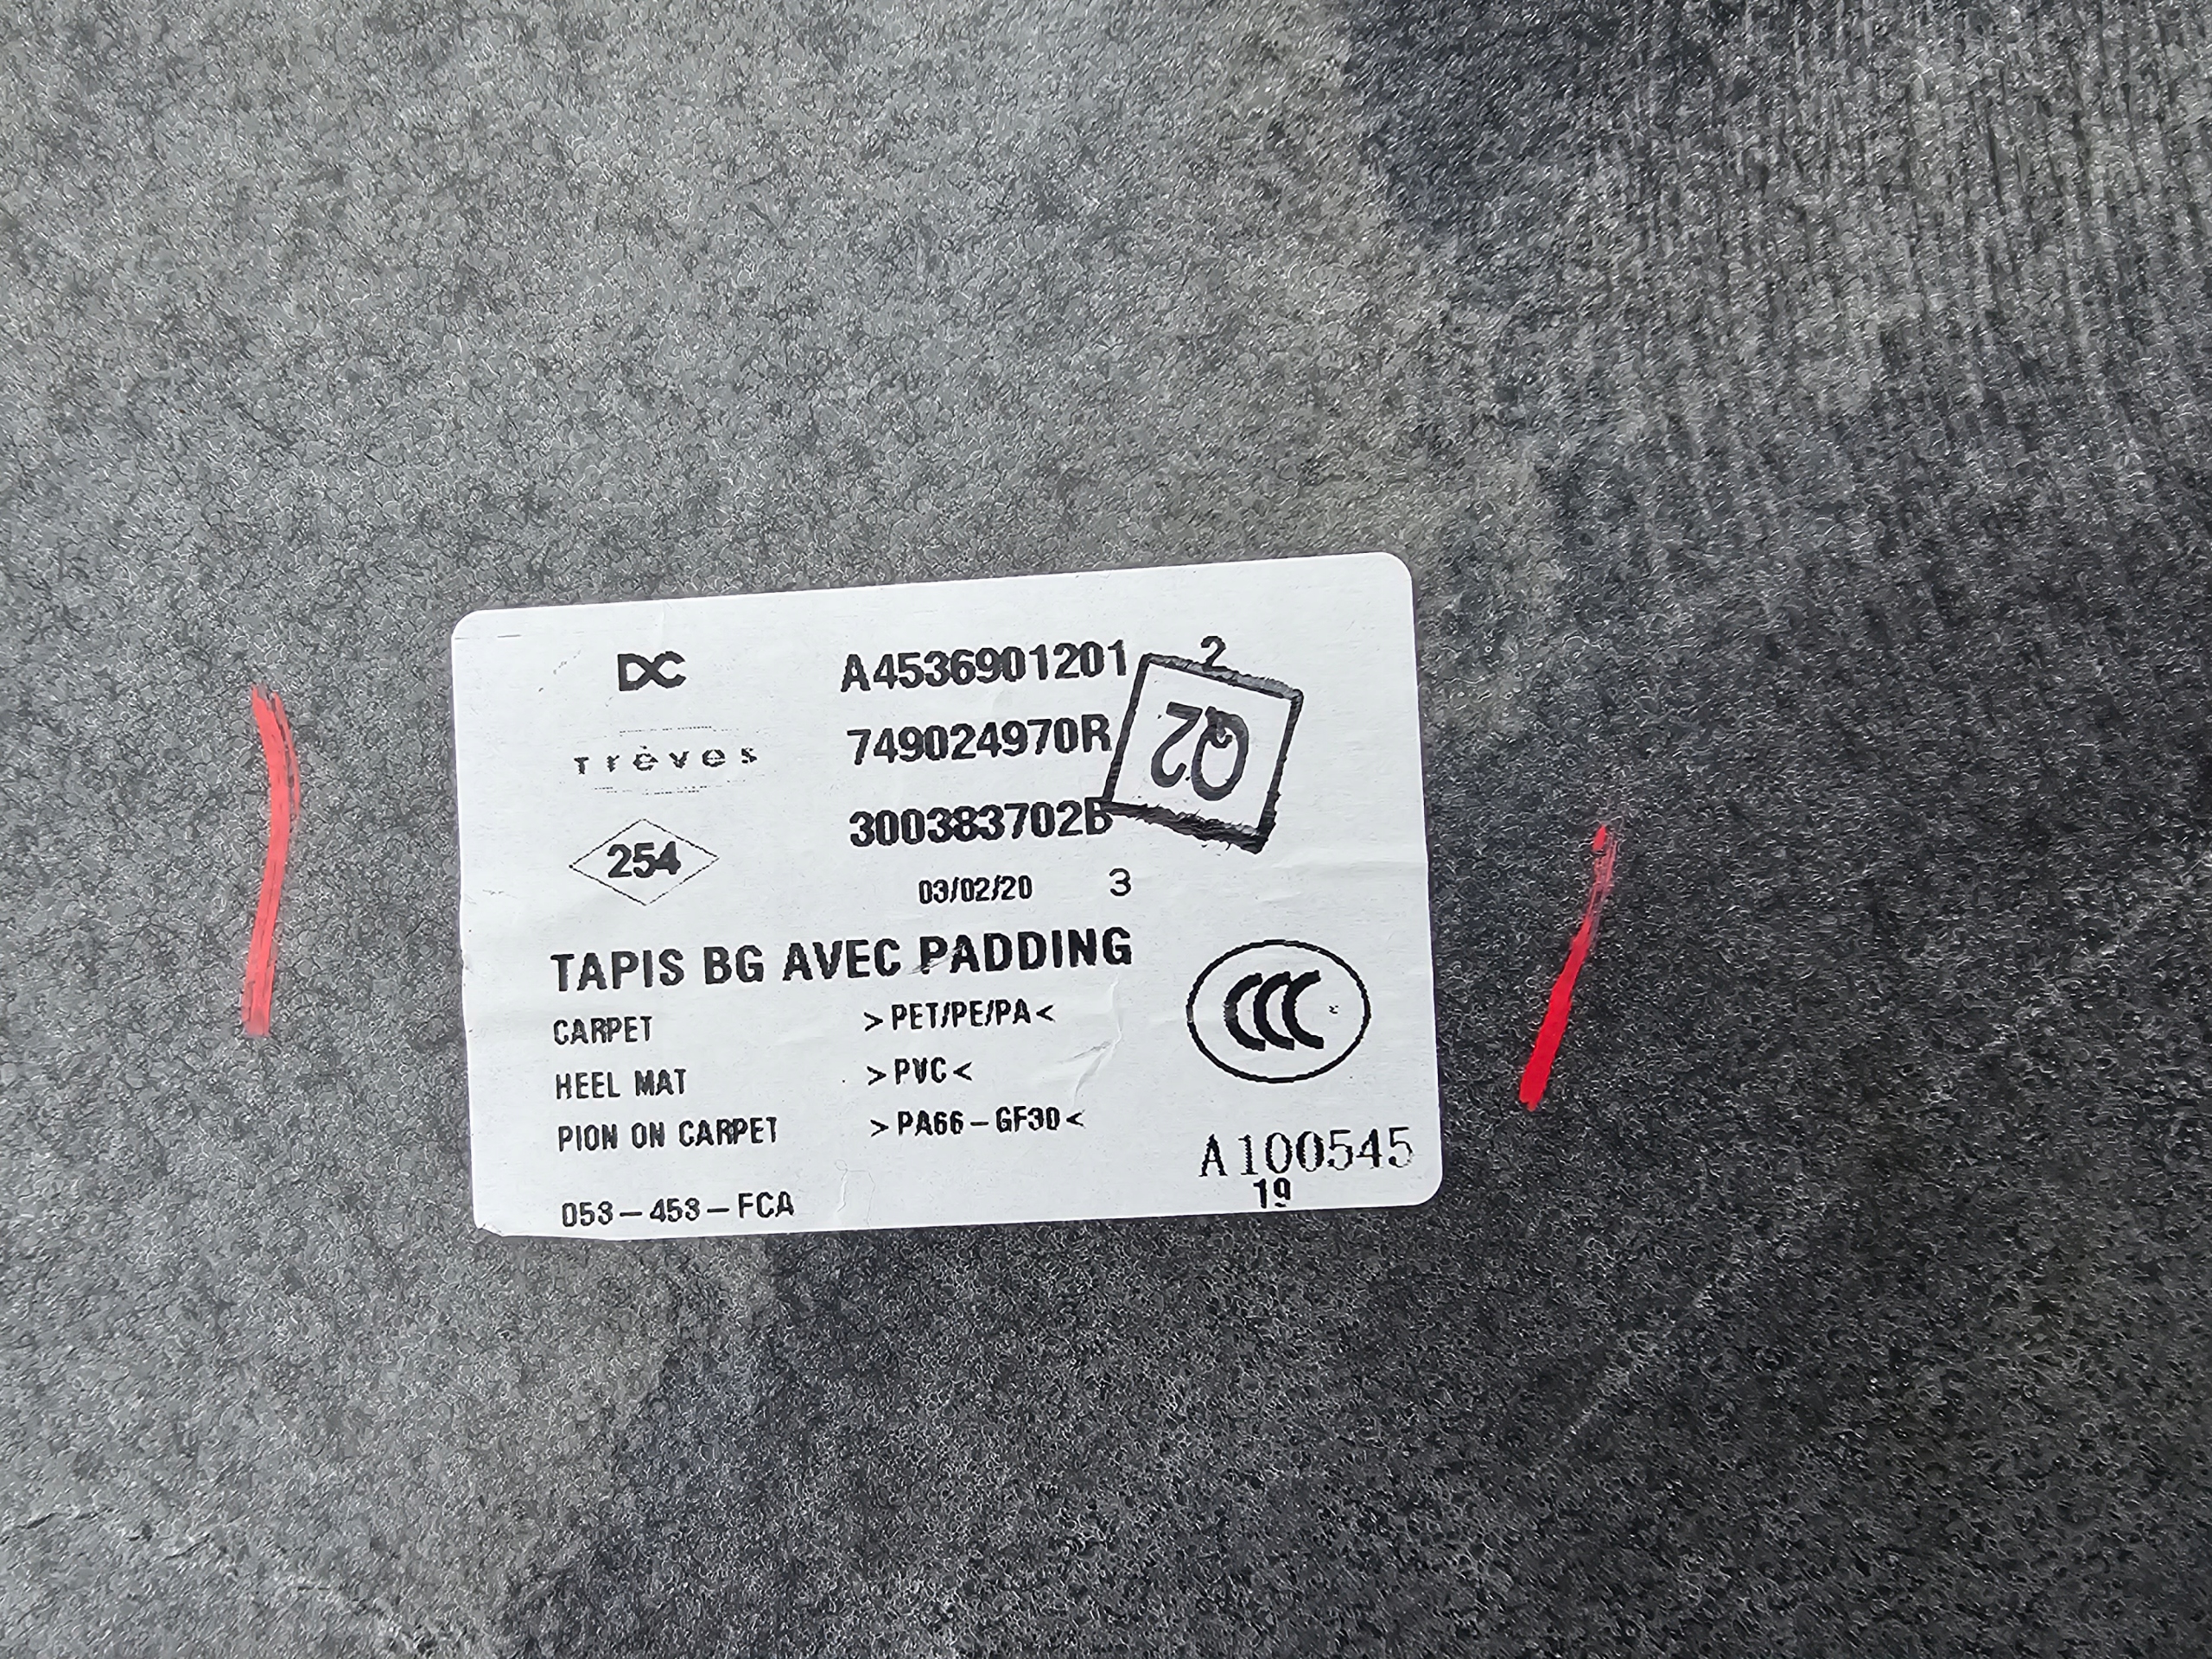 DC A4536901201 2
Trèves 749024970R
Q2
254 300383702B
03/02/20 3
TAPIS BG AVEC PADDING
CARPET >PET/PE/PA<
HEEL MAT >PVC<
PION ON CARPET >PA66-GF30<
CCC
A100545
053-453-FCA 19